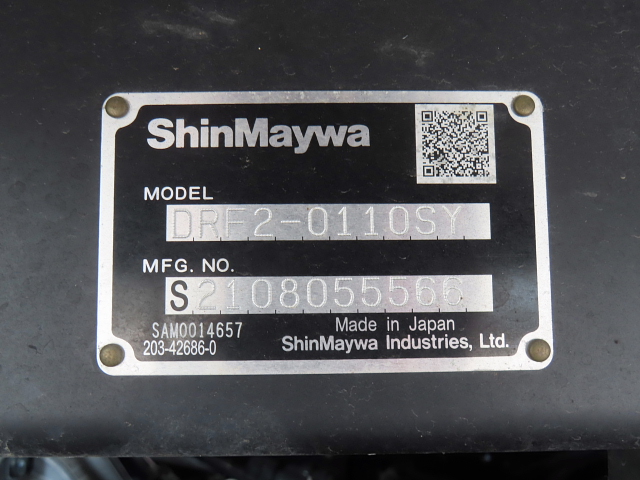 ShinMaywa
MODEL
DRF2-0110SY
MFG. NO.
S2108055566
SAM0014657
203-42686-0
Made in Japan
ShinMaywa Industries, Ltd.